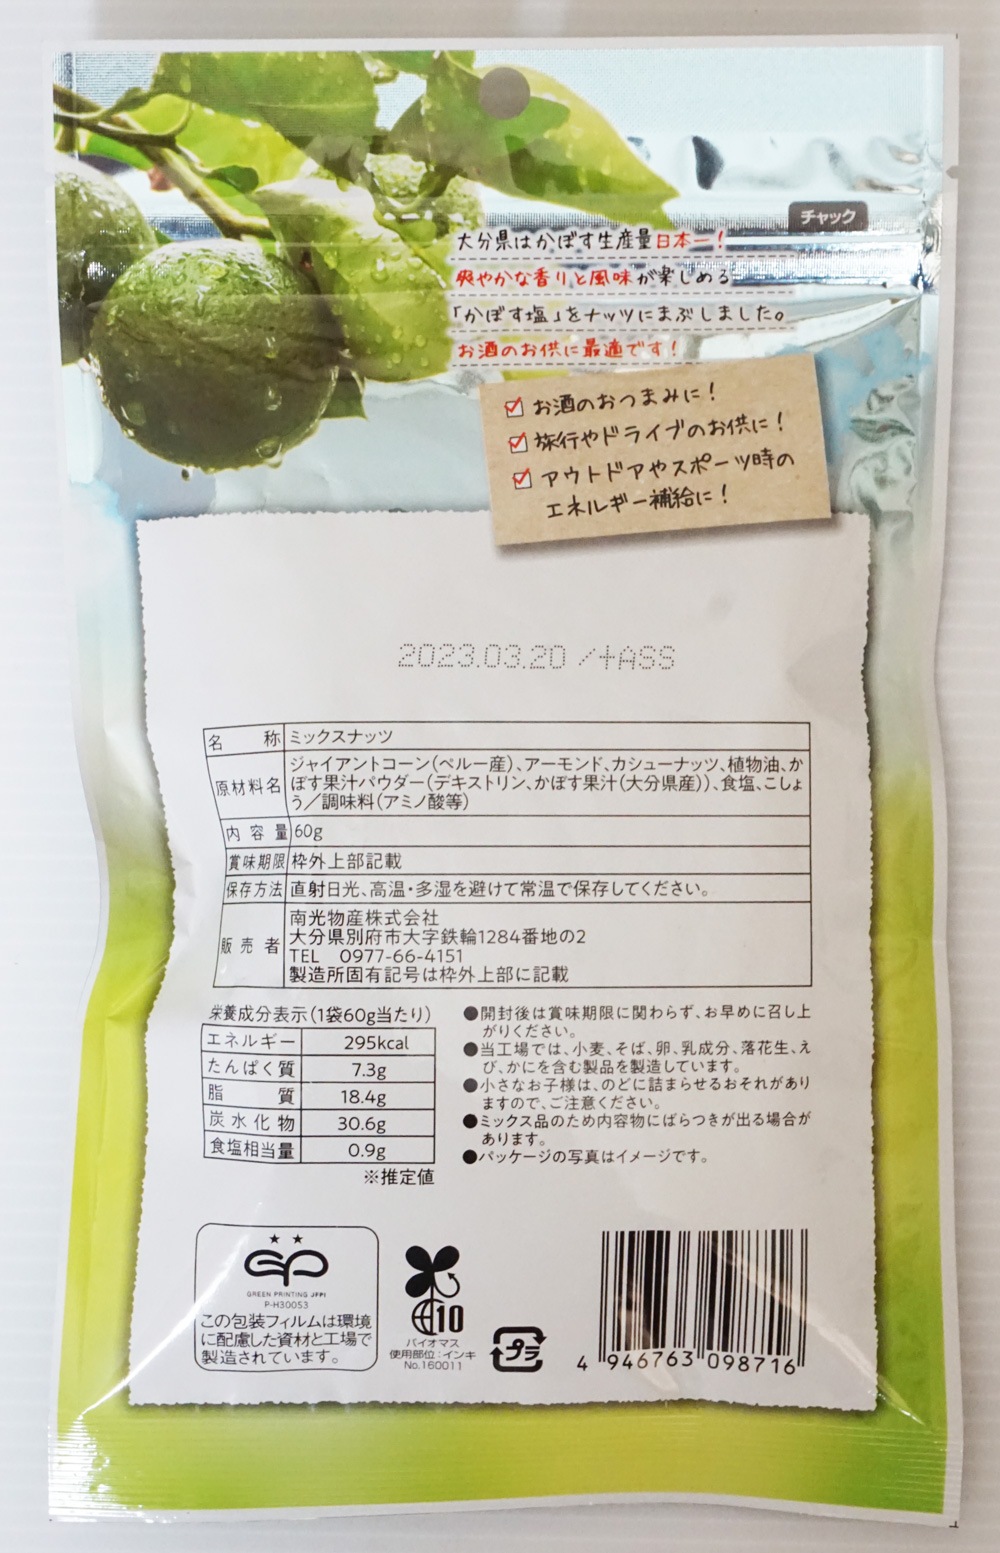 チャック
大分県はかぼす生産量日本一！
爽やかな香りと風味が楽しめる
「かぼす塩」をナッツにまぶしました。
お酒のお供に最適です！
お酒のおつまみに！
旅行やドライブのお供に！
アウトドアやスポーツ時の
エネルギー補給に！
2023.03.20 /+ASS
名称 ミックスナッツ
原材料名 ジャイアントコーン(ペルー産)、アーモンド、カシューナッツ、植物油、か
ぼす果汁パウダー(デキストリン、かぼす果汁(大分県産))、食塩、こしょ
う／調味料(アミノ酸等)
内容量 60g
賞味期限 枠外上部記載
保存方法 直射日光、高温・多湿を避けて常温で保存してください。
販売者 南光物産株式会社
大分県別府市大字鉄輪1284番地の2
TEL 0977-66-4151
製造所固有記号は枠外上部に記載
栄養成分表示(1袋60g当たり)
エネルギー 295kcal
たんぱく質 7.3g
脂質 18.4g
炭水化物 30.6g
食塩相当量 0.9g
※推定値
●開封後は賞味期限に関わらず、お早めに召し上
がりください。
●当工場では、小麦、そば、卵、乳成分、落花生、え
び、かにを含む製品を製造しています。
●小さなお子様は、のどに詰まらせるおそれがあり
ますので、ご注意ください。
●ミックス品のため内容物にばらつきが出る場合が
あります。
●パッケージの写真はイメージです。
GREEN PRINTING JFPI
P-H30053
この包装フィルムは環境
に配慮した資材と工場で
製造されています。
10
バイオマス
使用部位：インキ
No.160011
プラ
4 946763 098716